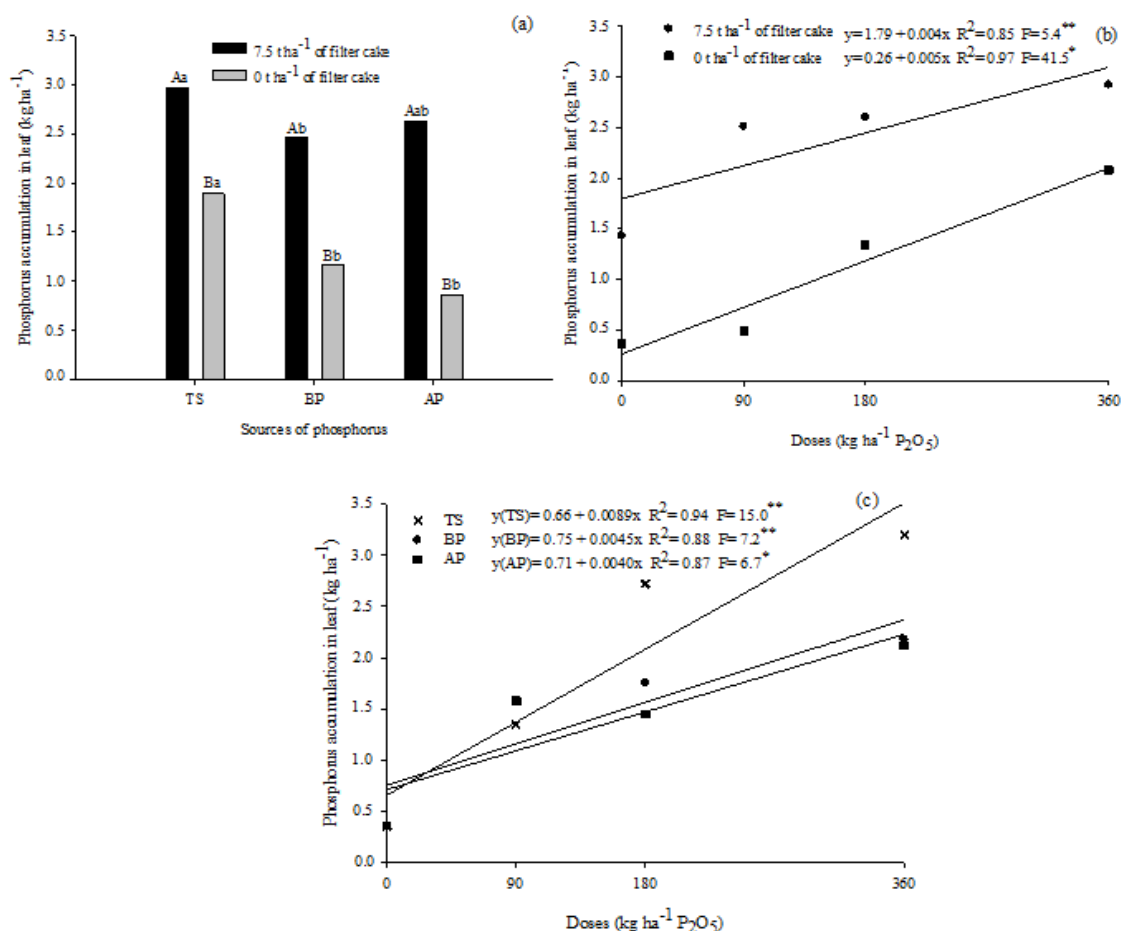 (a)
Phosphorus accumulation in leaf (kg ha⁻¹)
3.5
3.0
2.5
2.0
1.5
1.0
0.5
0.0
7.5 t ha⁻¹ of filter cake
0 t ha⁻¹ of filter cake
Aa
Ba
Ab
Bb
Aab
Bb
TS BP AP
Sources of phosphorus
(b)
Phosphorus accumulation in leaf (kg ha⁻¹)
3.5
3.0
2.5
2.0
1.5
1.0
0.5
0.0
7.5 t ha⁻¹ of filter cake y=1.79 +0.004x R²= 0.85 F= 5.4**
0 t ha⁻¹ of filter cake y=0.26 +0.005x R²= 0.97 F= 41.5*
0 90 180 360
Doses (kg ha⁻¹ P₂O₅)
(c)
Phosphorus accumulation in leaf (kg ha⁻¹)
3.5
3.0
2.5
2.0
1.5
1.0
0.5
0.0
TS y(TS)= 0.66 + 0.0089x R²= 0.94 F= 15.0**
BP y(BP)= 0.75 + 0.0045x R²= 0.88 F= 7.2**
AP y(AP)= 0.71 + 0.0040x R²= 0.87 F= 6.7*
0 90 180 360
Doses (kg ha⁻¹ P₂O₅)